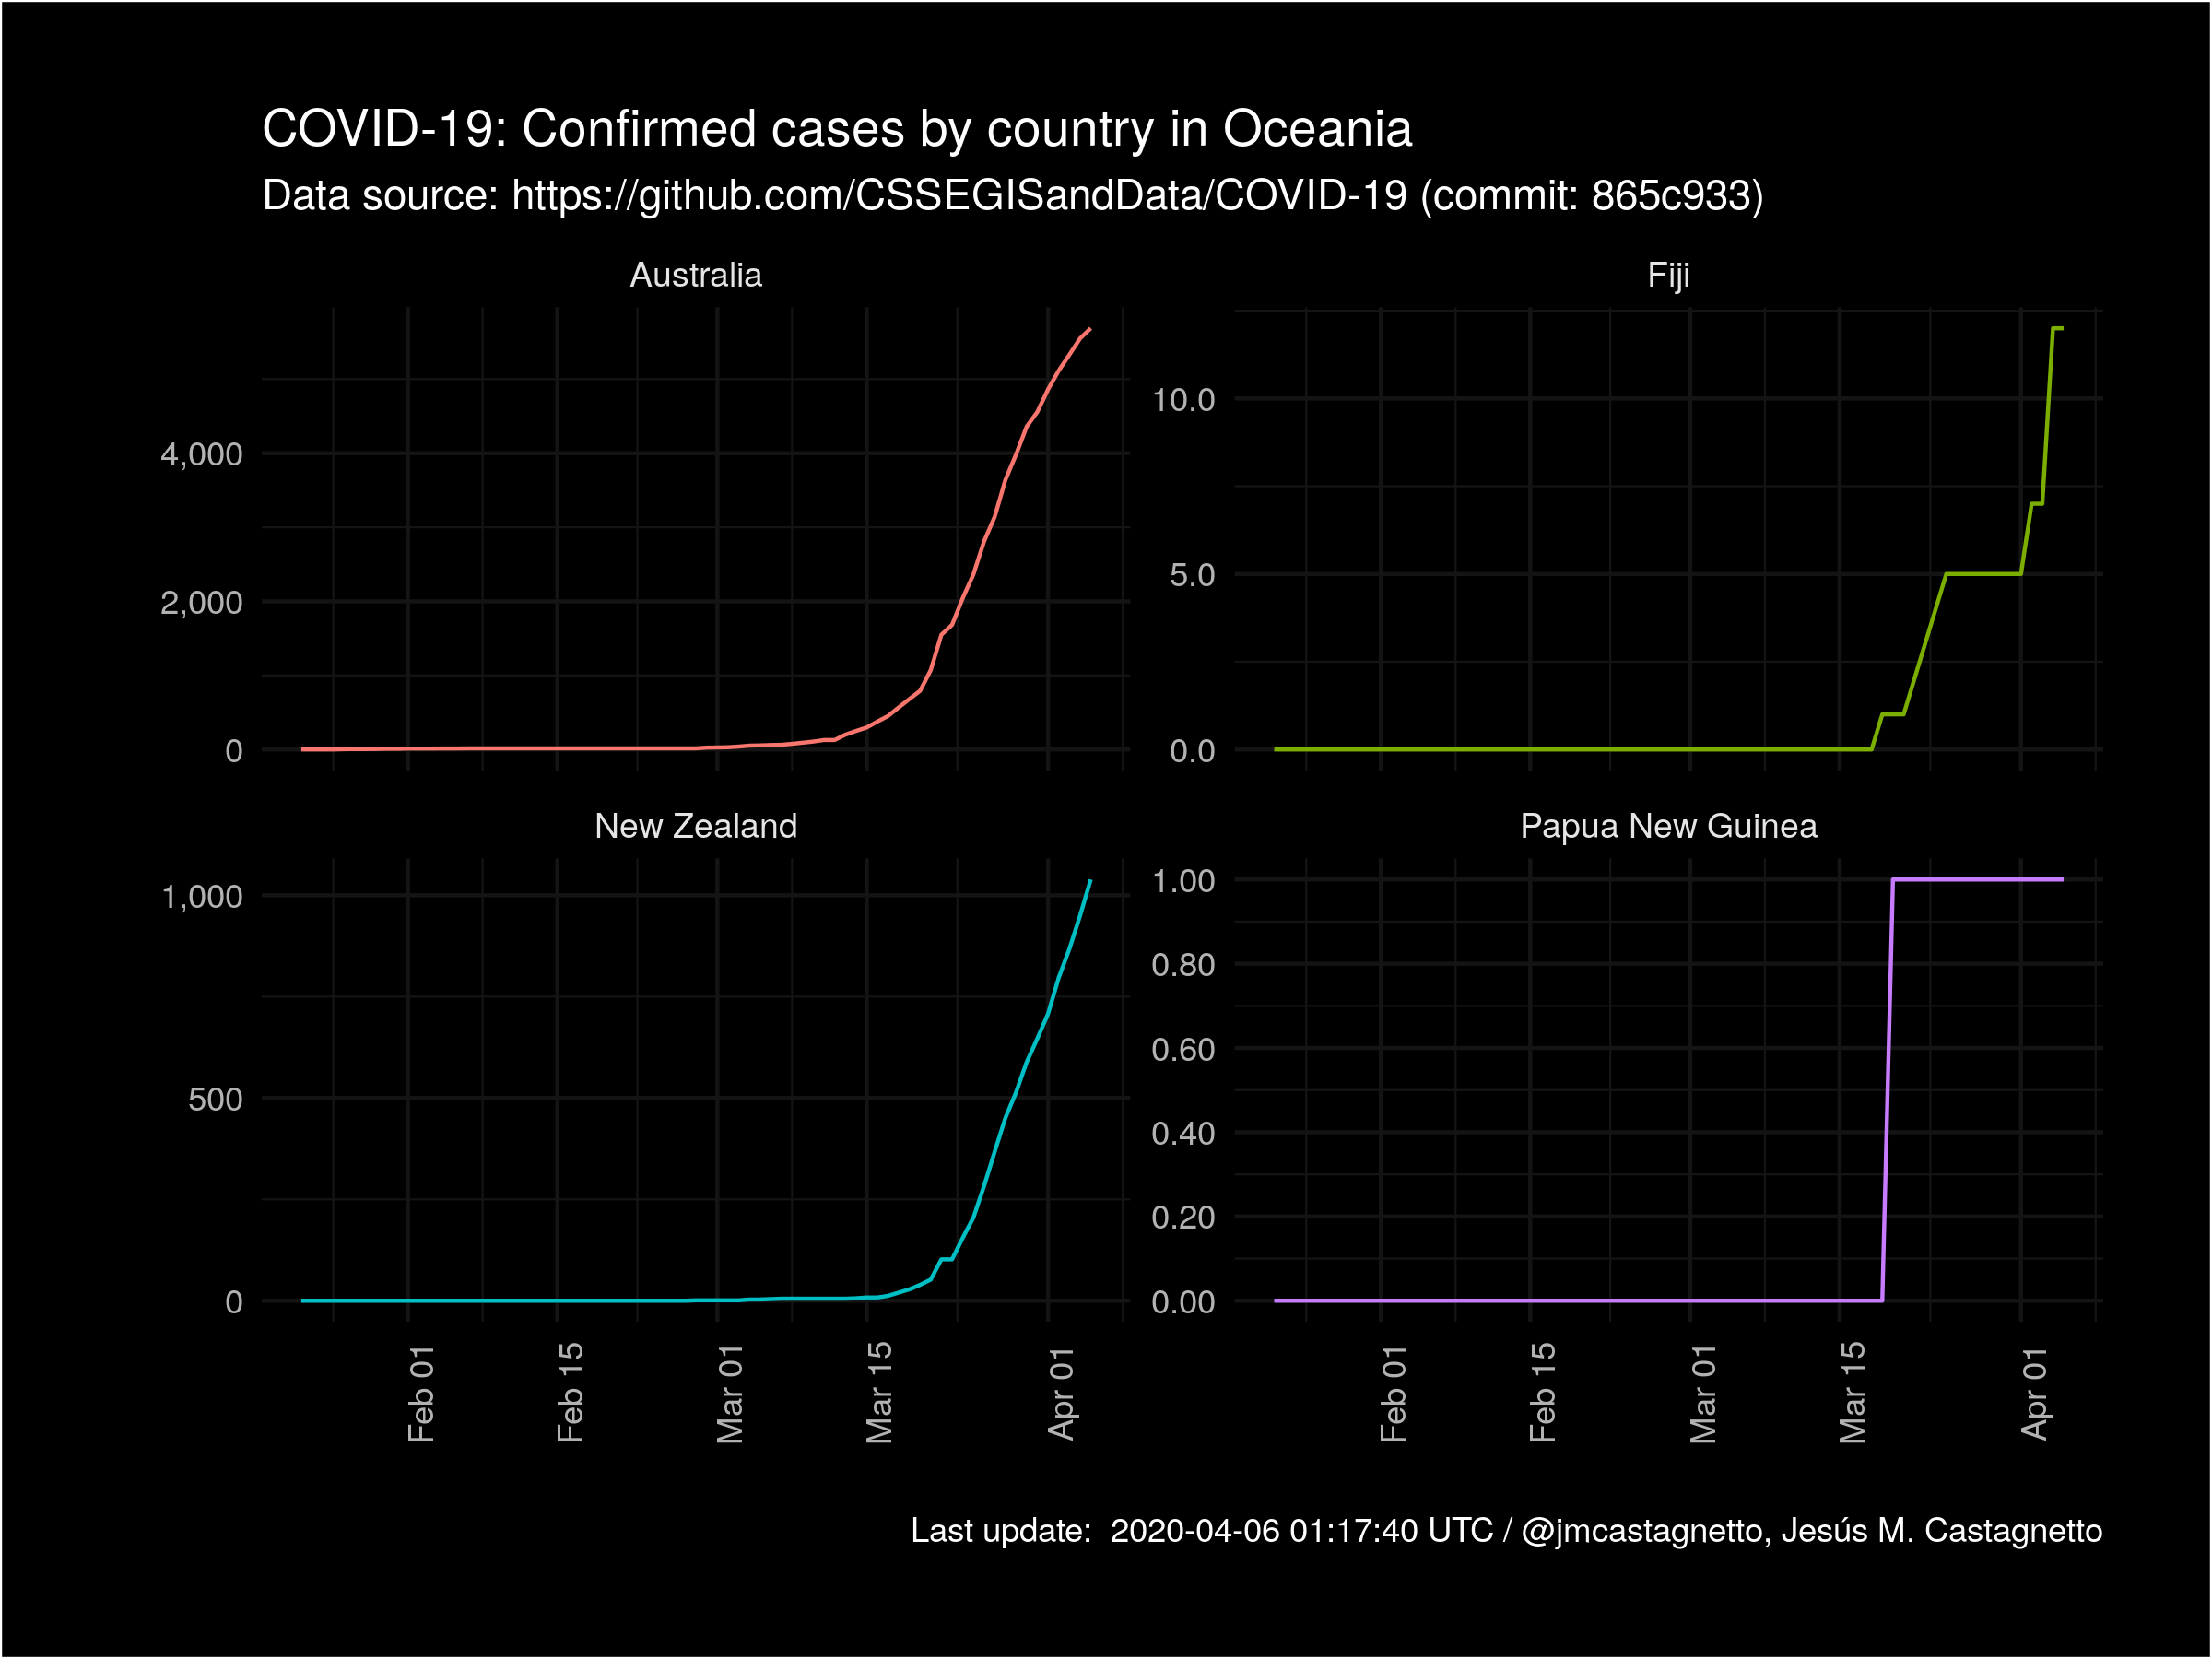 COVID-19: Confirmed cases by country in Oceania
Data source: https://github.com/CSSEGISandData/COVID-19 (commit: 865c933)
Australia
4,000
2,000
0
Fiji
10.0
5.0
0.0
New Zealand
1,000
500
0
Feb 01
Feb 15
Mar 01
Mar 15
Apr 01
Papua New Guinea
1.00
0.80
0.60
0.40
0.20
0.00
Feb 01
Feb 15
Mar 01
Mar 15
Apr 01
Last update:  2020-04-06 01:17:40 UTC / @jmcastagnetto, Jesús M. Castagnetto